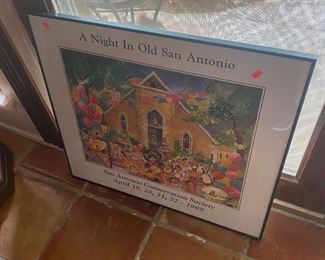 A Night In Old San Antonio
San Antonio Conservation Society
April 19, 20, 21, 22 - 1988